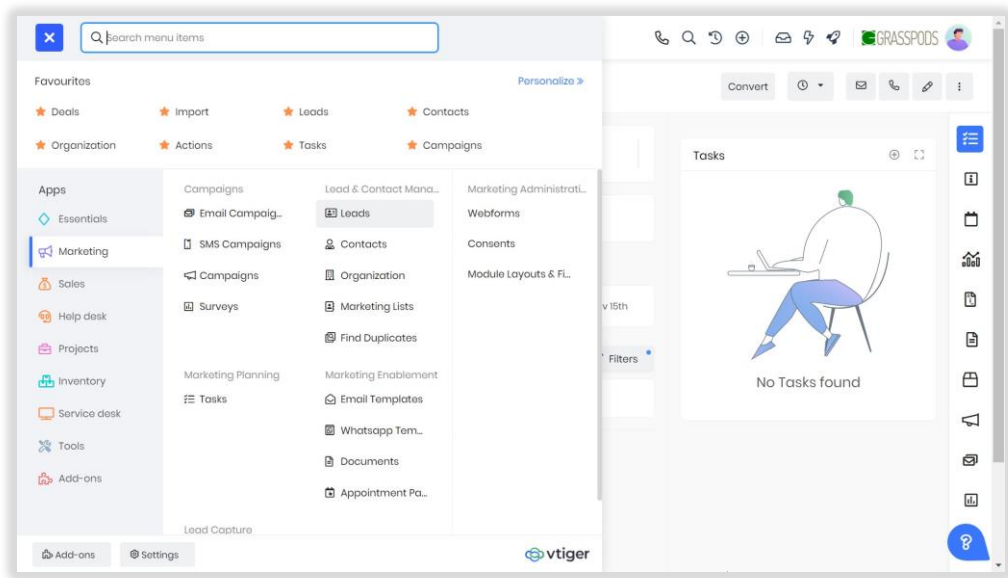 Search menu items
GRASSPODS
Favourites
Personalize »
Deals
Import
Leads
Contacts
Organization
Actions
Tasks
Campaigns
Convert
Tasks
No Tasks found
v 15th
Filters
Apps
Essentials
Marketing
Sales
Help desk
Projects
Inventory
Service desk
Tools
Add-ons
Campaigns
Email Campaig...
SMS Campaigns
Campaigns
Surveys
Lead & Contact Mana...
Leads
Contacts
Organization
Marketing Lists
Find Duplicates
Marketing Administrati...
Webforms
Consents
Module Layouts & Fi...
Marketing Planning
Tasks
Marketing Enablement
Email Templates
Whatsapp Tem...
Documents
Appointment Pa...
Lead Capture
Add-ons
Settings
vtiger
?